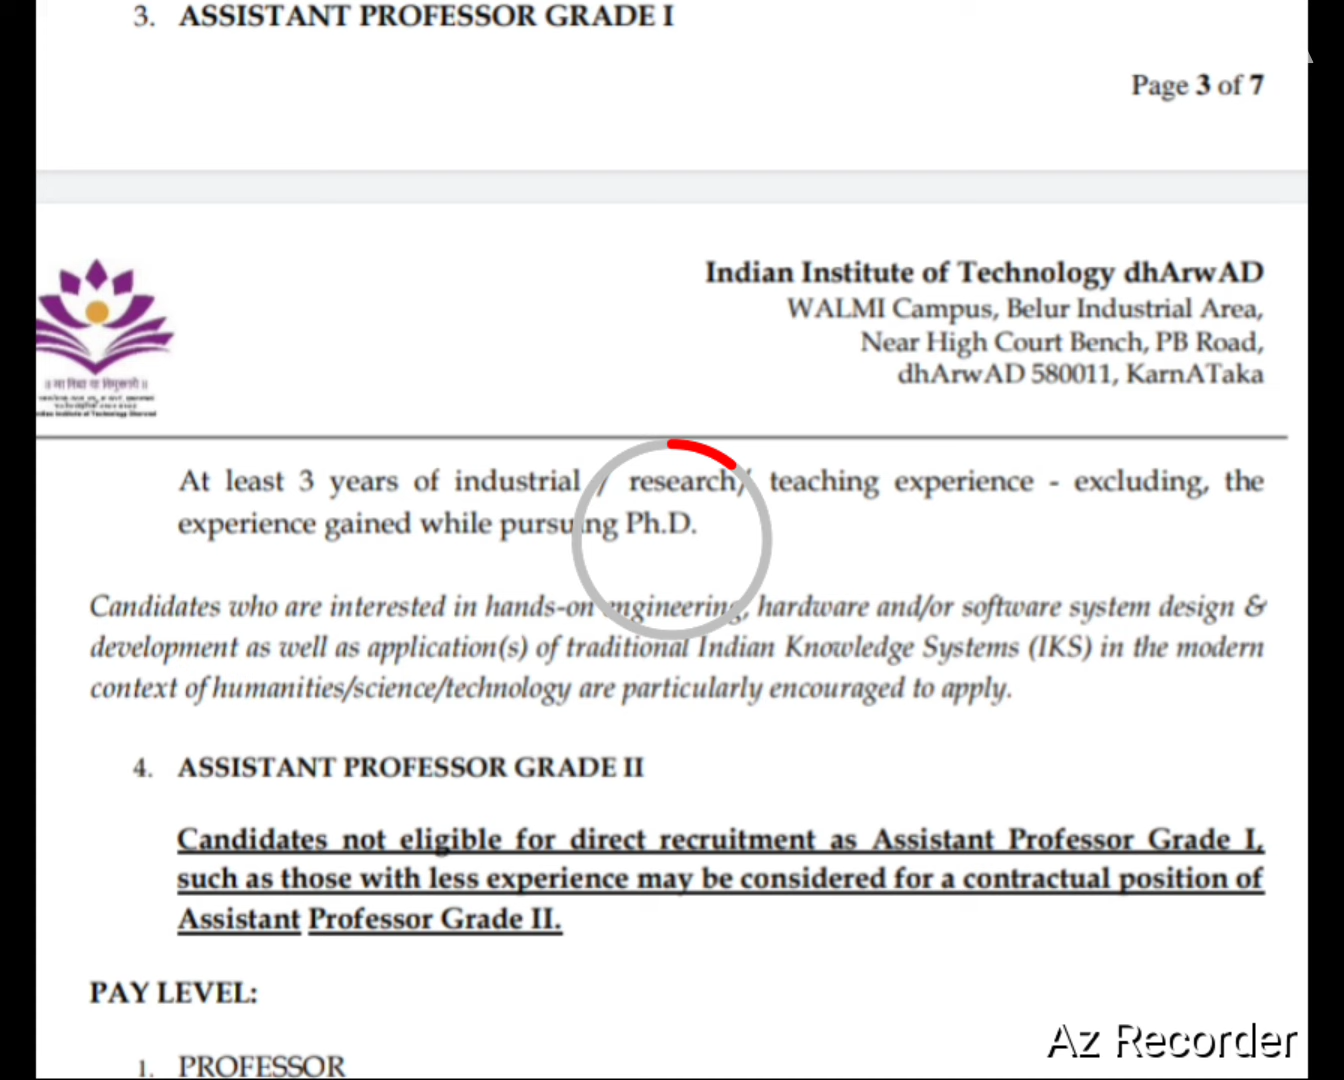 3. ASSISTANT PROFESSOR GRADE I
Page 3 of 7
Indian Institute of Technology dhArwAD
WALMI Campus, Belur Industrial Area,
Near High Court Bench, PB Road,
dhArwAD 580011, KarnATaka
Indian Institute of Technology Dharwad
At least 3 years of industrial / research/ teaching experience - excluding, the
experience gained while pursuing Ph.D.
Candidates who are interested in hands-on engineering, hardware and/or software system design &
development as well as application(s) of traditional Indian Knowledge Systems (IKS) in the modern
context of humanities/science/technology are particularly encouraged to apply.
4. ASSISTANT PROFESSOR GRADE II
Candidates not eligible for direct recruitment as Assistant Professor Grade I,
such as those with less experience may be considered for a contractual position of
Assistant Professor Grade II.
PAY LEVEL:
1. PROFESSOR
Az Recorder